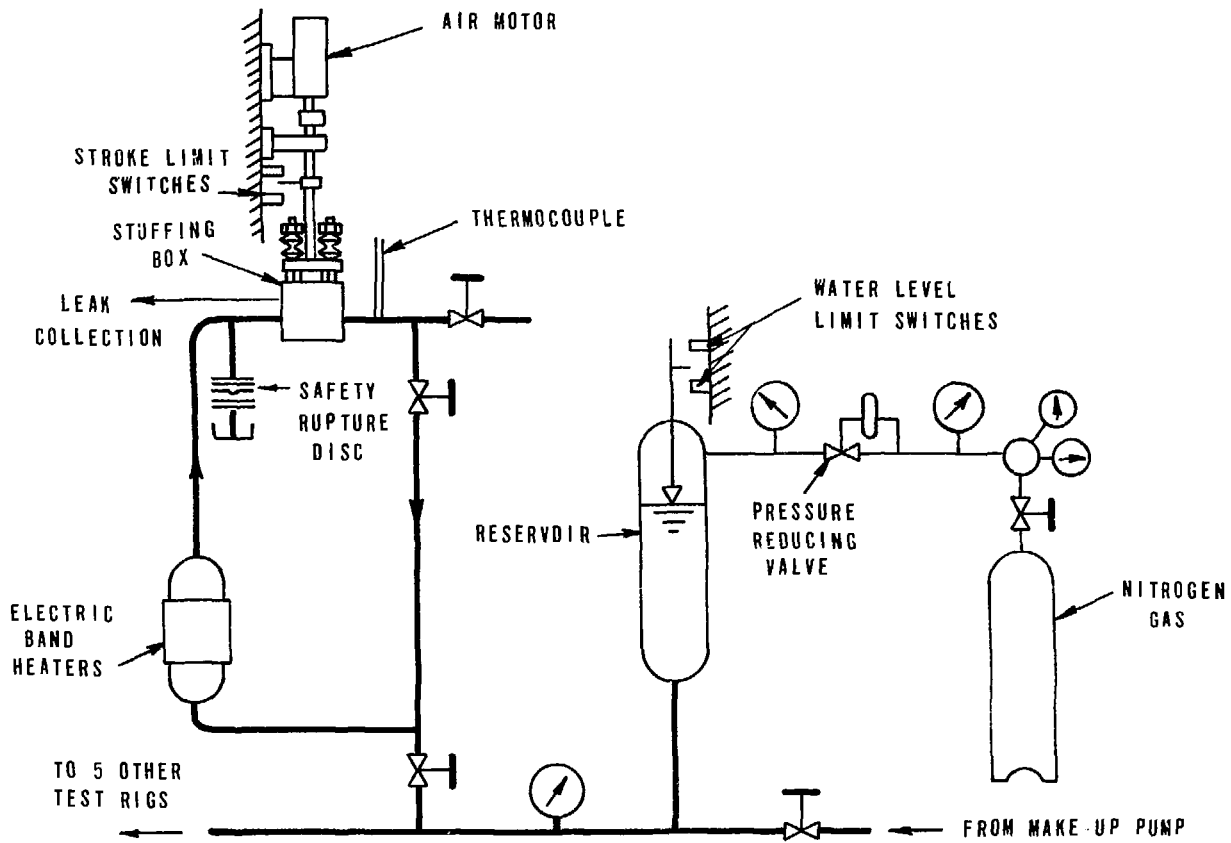 AIR MOTOR
STROKE LIMIT
SWITCHES
STUFFING
BOX
THERMOCOUPLE
LEAK
COLLECTION
WATER LEVEL
LIMIT SWITCHES
SAFETY
RUPTURE
DISC
RESERVDIR
PRESSURE
REDUCING
VALVE
NITROGEN
GAS
ELECTRIC
BAND
HEATERS
TO 5 OTHER
TEST RIGS
FROM MAKE-UP PUMP